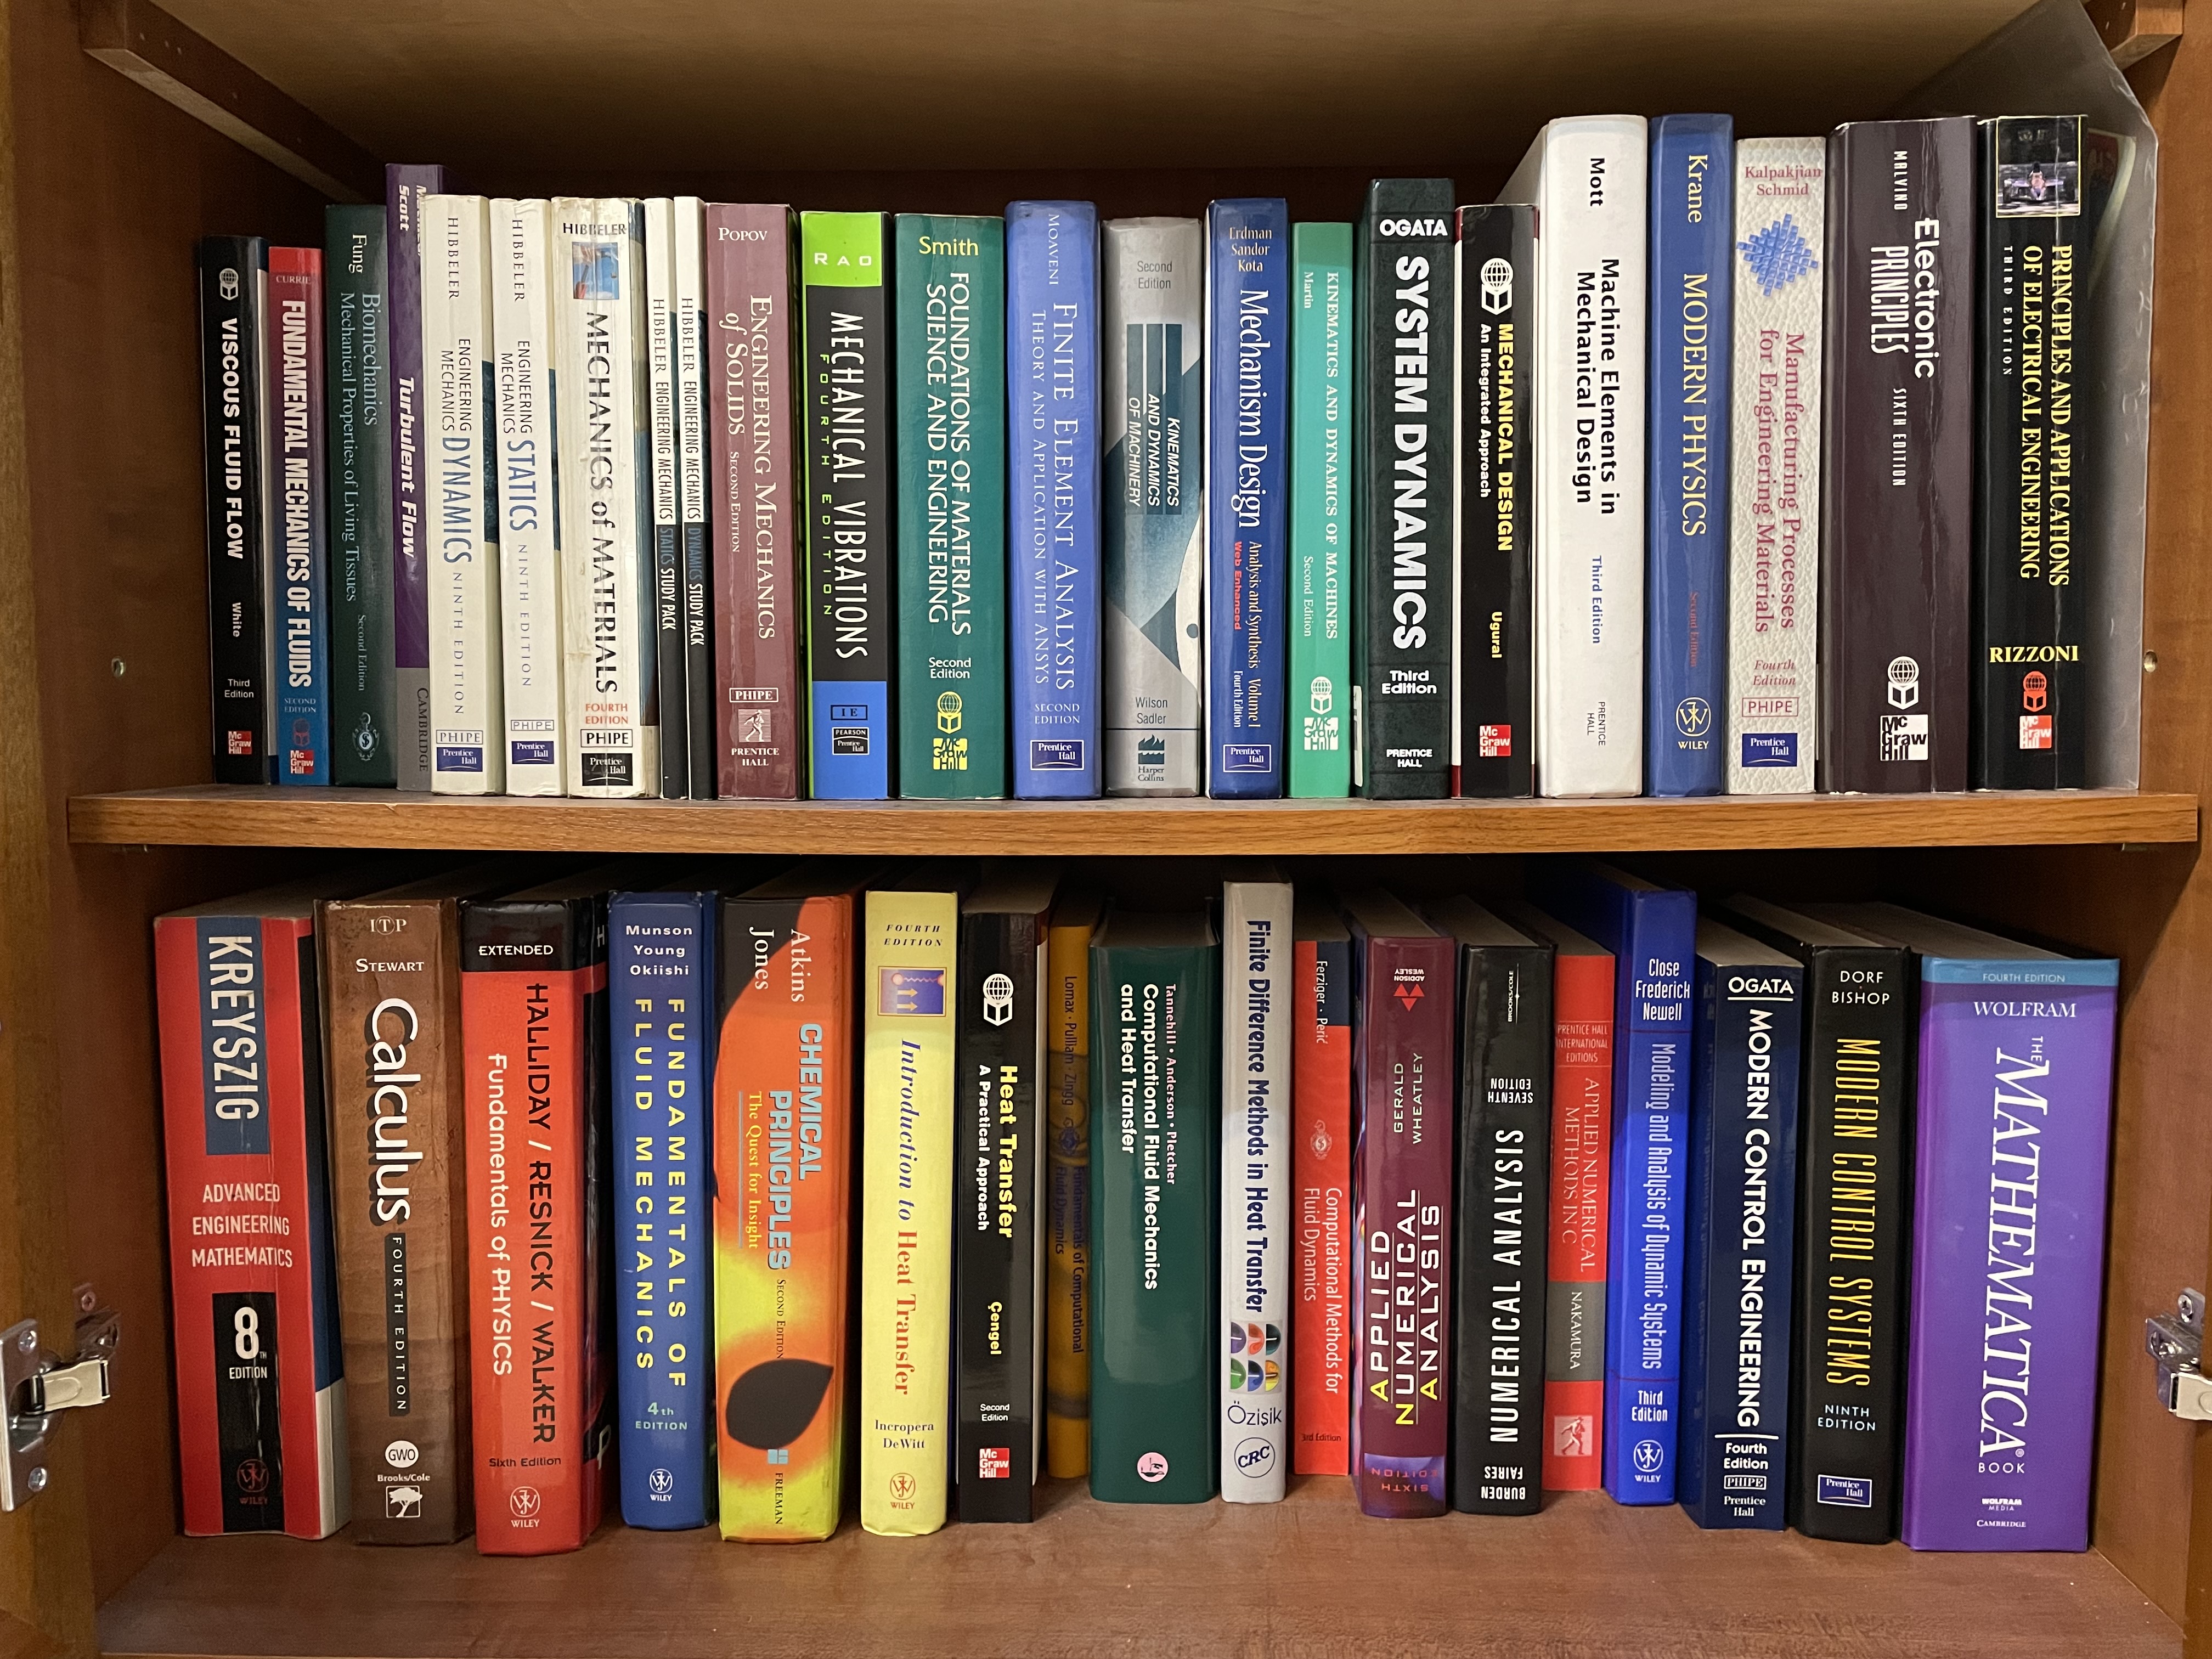 VISCOUS FLUID FLOW
White
Third
Edition
Mc
Graw
Hill
CURRIE
FUNDAMENTAL MECHANICS OF FLUIDS
SECOND
EDITION
Mc
Graw
Hill
Fung
Biomechanics
Mechanical Properties of Living Tissues
Second Edition
Scott
Turbulent Flow
CAMBRIDGE
HIBBELER
ENGINEERING
MECHANICS
DYNAMICS
NINTH EDITION
PHIPE
Prentice
Hall
HIBBELER
ENGINEERING
MECHANICS
STATICS
NINTH EDITION
PHIPE
Prentice
Hall
HIBBELER
MECHANICS of MATERIALS
FOURTH
EDITION
PHIPE
Prentice
Hall
HIBBELER ENGINEERING MECHANICS STATICS STUDY PACK
HIBBELER ENGINEERING MECHANICS DYNAMICS STUDY PACK
POPOV
ENGINEERING MECHANICS
of SOLIDS SECOND EDITION
PHIPE
PRENTICE
HALL
RAO
MECHANICAL VIBRATIONS
FOURTH EDITION
IE
PEARSON
Prentice
Hall
Smith
FOUNDATIONS OF MATERIALS
SCIENCE AND ENGINEERING
Second
Edition
Mc
Graw
Hill
MOAVENI
FINITE ELEMENT ANALYSIS
THEORY AND APPLICATION WITH ANSYS
SECOND
EDITION
Prentice
Hall
Second
Edition
KINEMATICS
AND DYNAMICS
OF MACHINERY
Wilson
Sadler
Harper
Collins
Erdman
Sandor
Kota
Mechanism Design
Analysis and Synthesis Volume I
Web Enhanced
Fourth Edition
Prentice
Hall
KINEMATICS AND DYNAMICS OF MACHINES
Martin
Second Edition
Mc
Graw
Hill
OGATA
SYSTEM DYNAMICS
Third
Edition
PRENTICE
HALL
MECHANICAL DESIGN
An Integrated Approach
Ugural
Mc
Graw
Hill
Mott
Machine Elements in
Mechanical Design
Third Edition
PRENTICE
HALL
Krane
MODERN PHYSICS
Second Edition
WILEY
Kalpakjian
Schmid
Manufacturing Processes
for Engineering Materials
Fourth
Edition
PHIPE
Prentice
Hall
MALVINO
Electronic
PRINCIPLES
SIXTH EDITION
Mc
Graw
Hill
PRINCIPLES AND APPLICATIONS
OF ELECTRICAL ENGINEERING
THIRD EDITION
RIZZONI
Mc
Graw
Hill
KREYSZIG
ADVANCED
ENGINEERING
MATHEMATICS
8TH
EDITION
WILEY
ITP
STEWART
Calculus
FOURTH EDITION
GWO
Brooks/Cole
EXTENDED
HALLIDAY / RESNICK / WALKER
Fundamentals of PHYSICS
Sixth Edition
WILEY
Munson
Young
Okiishi
FUNDAMENTALS OF
FLUID MECHANICS
4th
EDITION
WILEY
Atkins
Jones
CHEMICAL
PRINCIPLES
The Quest for Insight
SECOND EDITION
FREEMAN
FOURTH
EDITION
Introduction to Heat Transfer
Incropera
DeWitt
WILEY
Heat Transfer
A Practical Approach
Çengel
Second
Edition
Mc
Graw
Hill
Lomax · Pulliam · Zingg
Fundamentals of Computational
Fluid Dynamics
Tannehill • Anderson • Pletcher
Computational Fluid Mechanics
and Heat Transfer
Finite Difference Methods in Heat Transfer
Özişik
CRC
Ferziger · Perić
Computational Methods for
Fluid Dynamics
3rd Edition
ADDISON
WESLEY
GERALD
WHEATLEY
APPLIED
NUMERICAL
ANALYSIS
SIXTH EDITION
BURDEN
FAIRES
NUMERICAL ANALYSIS
SEVENTH
EDITION
PRENTICE HALL
INTERNATIONAL
EDITIONS
APPLIED NUMERICAL
METHODS IN C
NAKAMURA
Close
Frederick
Newell
Modeling and Analysis of Dynamic Systems
Third
Edition
WILEY
OGATA
MODERN CONTROL ENGINEERING
Fourth
Edition
PHIPE
Prentice
Hall
DORF
BISHOP
MODERN CONTROL SYSTEMS
NINTH
EDITION
Prentice
Hall
FOURTH EDITION
WOLFRAM
THE
MATHEMATICA®
BOOK
WOLFRAM
MEDIA
CAMBRIDGE